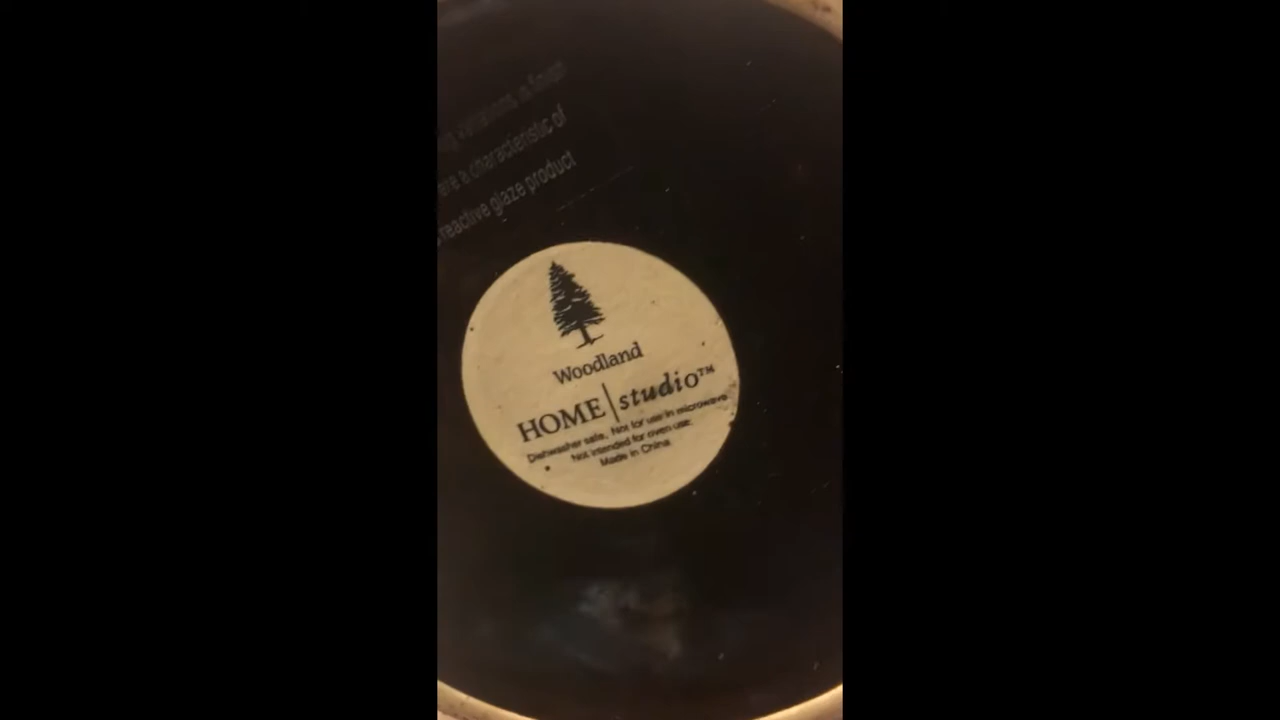 variations in
are a characteristic of
reactive glaze product
Woodland
HOME|studio™
Dishwasher safe. Not for use in microwave.
Not intended for oven use.
Made in China